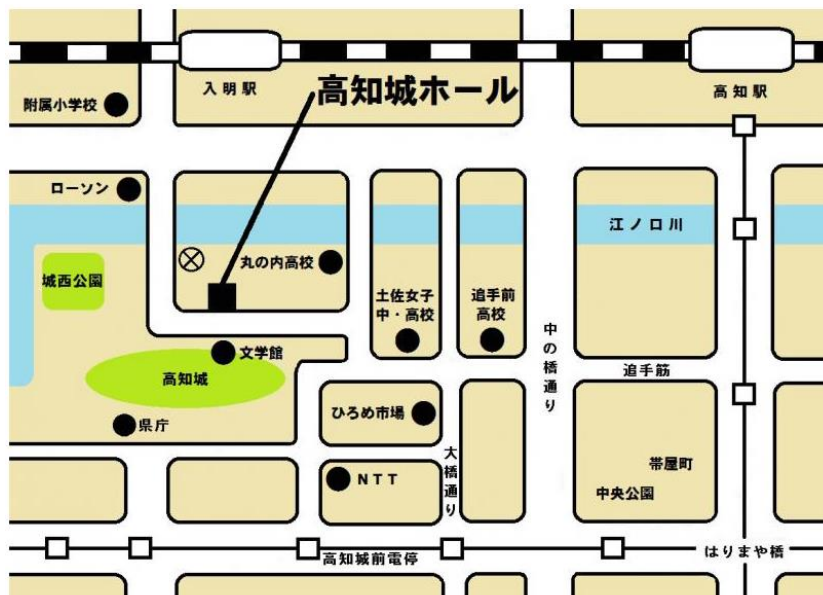 入明駅
高知駅
高知城ホール
附属小学校
ローソン
江ノ口川
丸の内高校
城西公園
土佐女子
中・高校
追手前
高校
中の橋通り
文学館
追手筋
高知城
ひろめ市場
県庁
大橋通り
帯屋町
NTT
中央公園
高知城前電停
はりまや橋